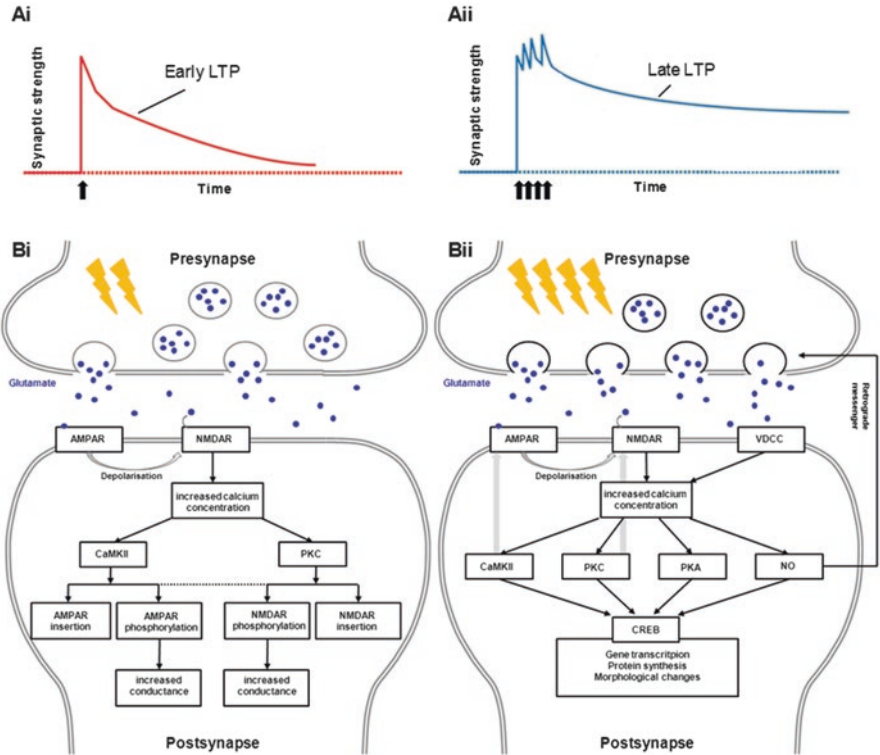 Ai
Synaptic strength
Early LTP
Time
Aii
Synaptic strength
Late LTP
Time
Bi
Presynapse
Glutamate
AMPAR
NMDAR
Depolarisation
increased calcium
concentration
CaMKII
PKC
AMPAR
insertion
AMPAR
phosphorylation
NMDAR
phosphorylation
NMDAR
insertion
increased
conductance
increased
conductance
Postsynapse
Bii
Presynapse
Glutamate
Retrograde
messenger
AMPAR
NMDAR
VDCC
Depolarisation
increased calcium
concentration
CaMKII
PKC
PKA
NO
CREB
Gene transcritpion
Protein synthesis
Morphological changes
Postsynapse